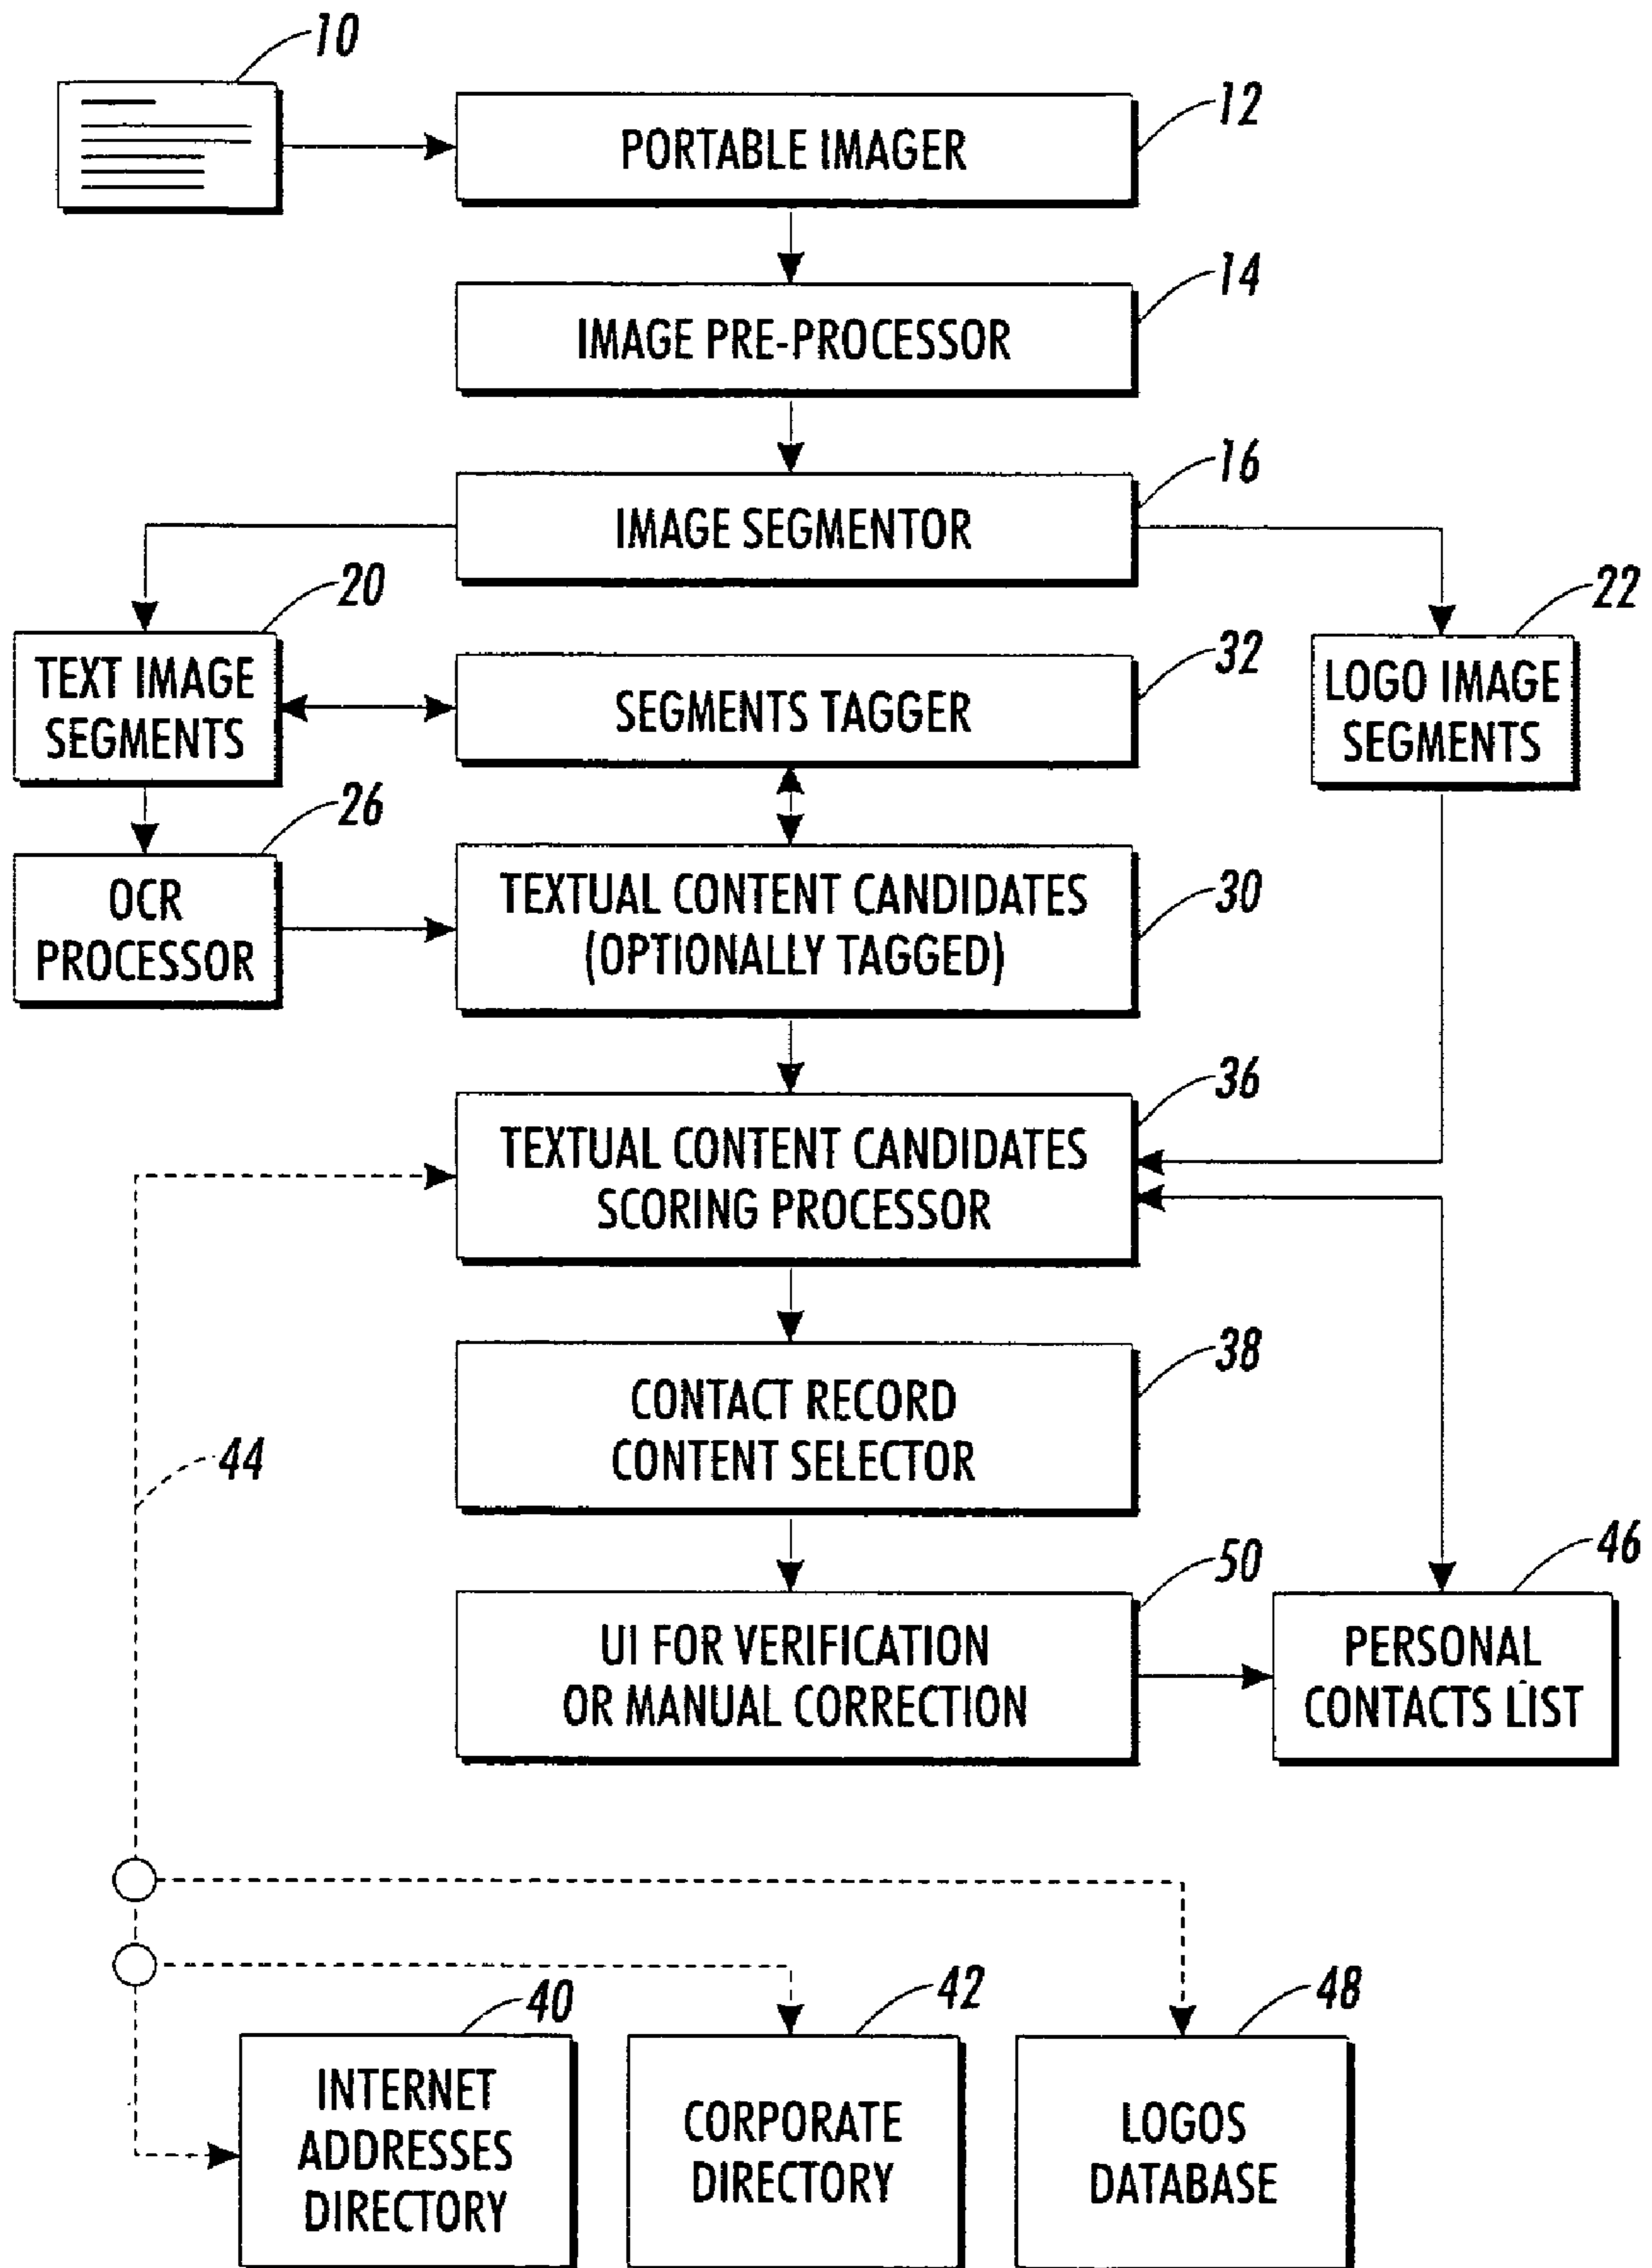 10
PORTABLE IMAGER
12
IMAGE PRE-PROCESSOR
14
IMAGE SEGMENTOR
16
20
TEXT IMAGE
SEGMENTS
SEGMENTS TAGGER
32
22
LOGO IMAGE
SEGMENTS
26
OCR
PROCESSOR
TEXTUAL CONTENT CANDIDATES
(OPTIONALLY TAGGED)
30
TEXTUAL CONTENT CANDIDATES
SCORING PROCESSOR
36
CONTACT RECORD
CONTENT SELECTOR
38
44
UI FOR VERIFICATION
OR MANUAL CORRECTION
50
PERSONAL
CONTACTS LIST
46
40
INTERNET
ADDRESSES
DIRECTORY
42
CORPORATE
DIRECTORY
48
LOGOS
DATABASE